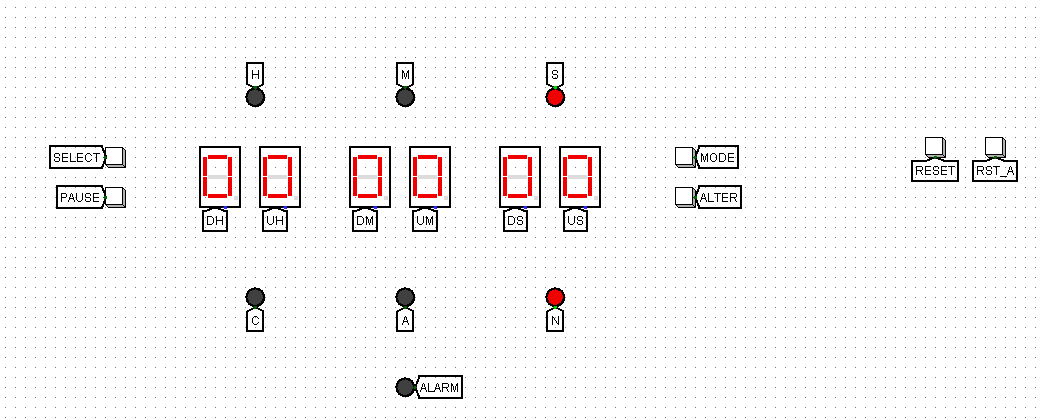 H M S
SELECT 0 0 0 0 0 0 MODE
PAUSE ALTER
RESET RST_A
DH UH DM UM DS US
C A N
ALARM